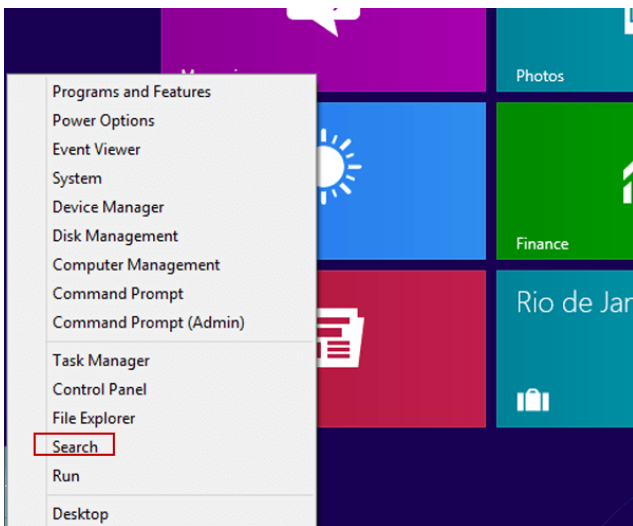 Photos
Programs and Features
Power Options
Event Viewer
System
Device Manager
Disk Management
Finance
Computer Management
Command Prompt
Rio de Jar
Command Prompt (Admin)
Task Manager
Control Panel
File Explorer
Search
Run
Desktop